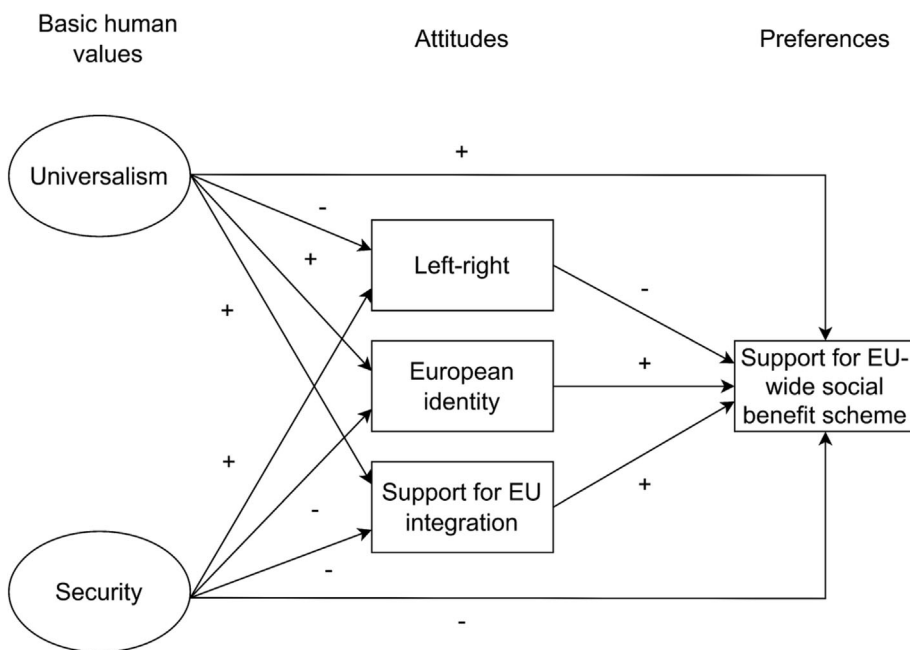 Basic human
values
Attitudes
Preferences
Universalism
+
-
+
+
Left-right
-
European
identity
+
Support for EU-
wide social
benefit scheme
+
Support for EU
integration
+
-
-
Security
-